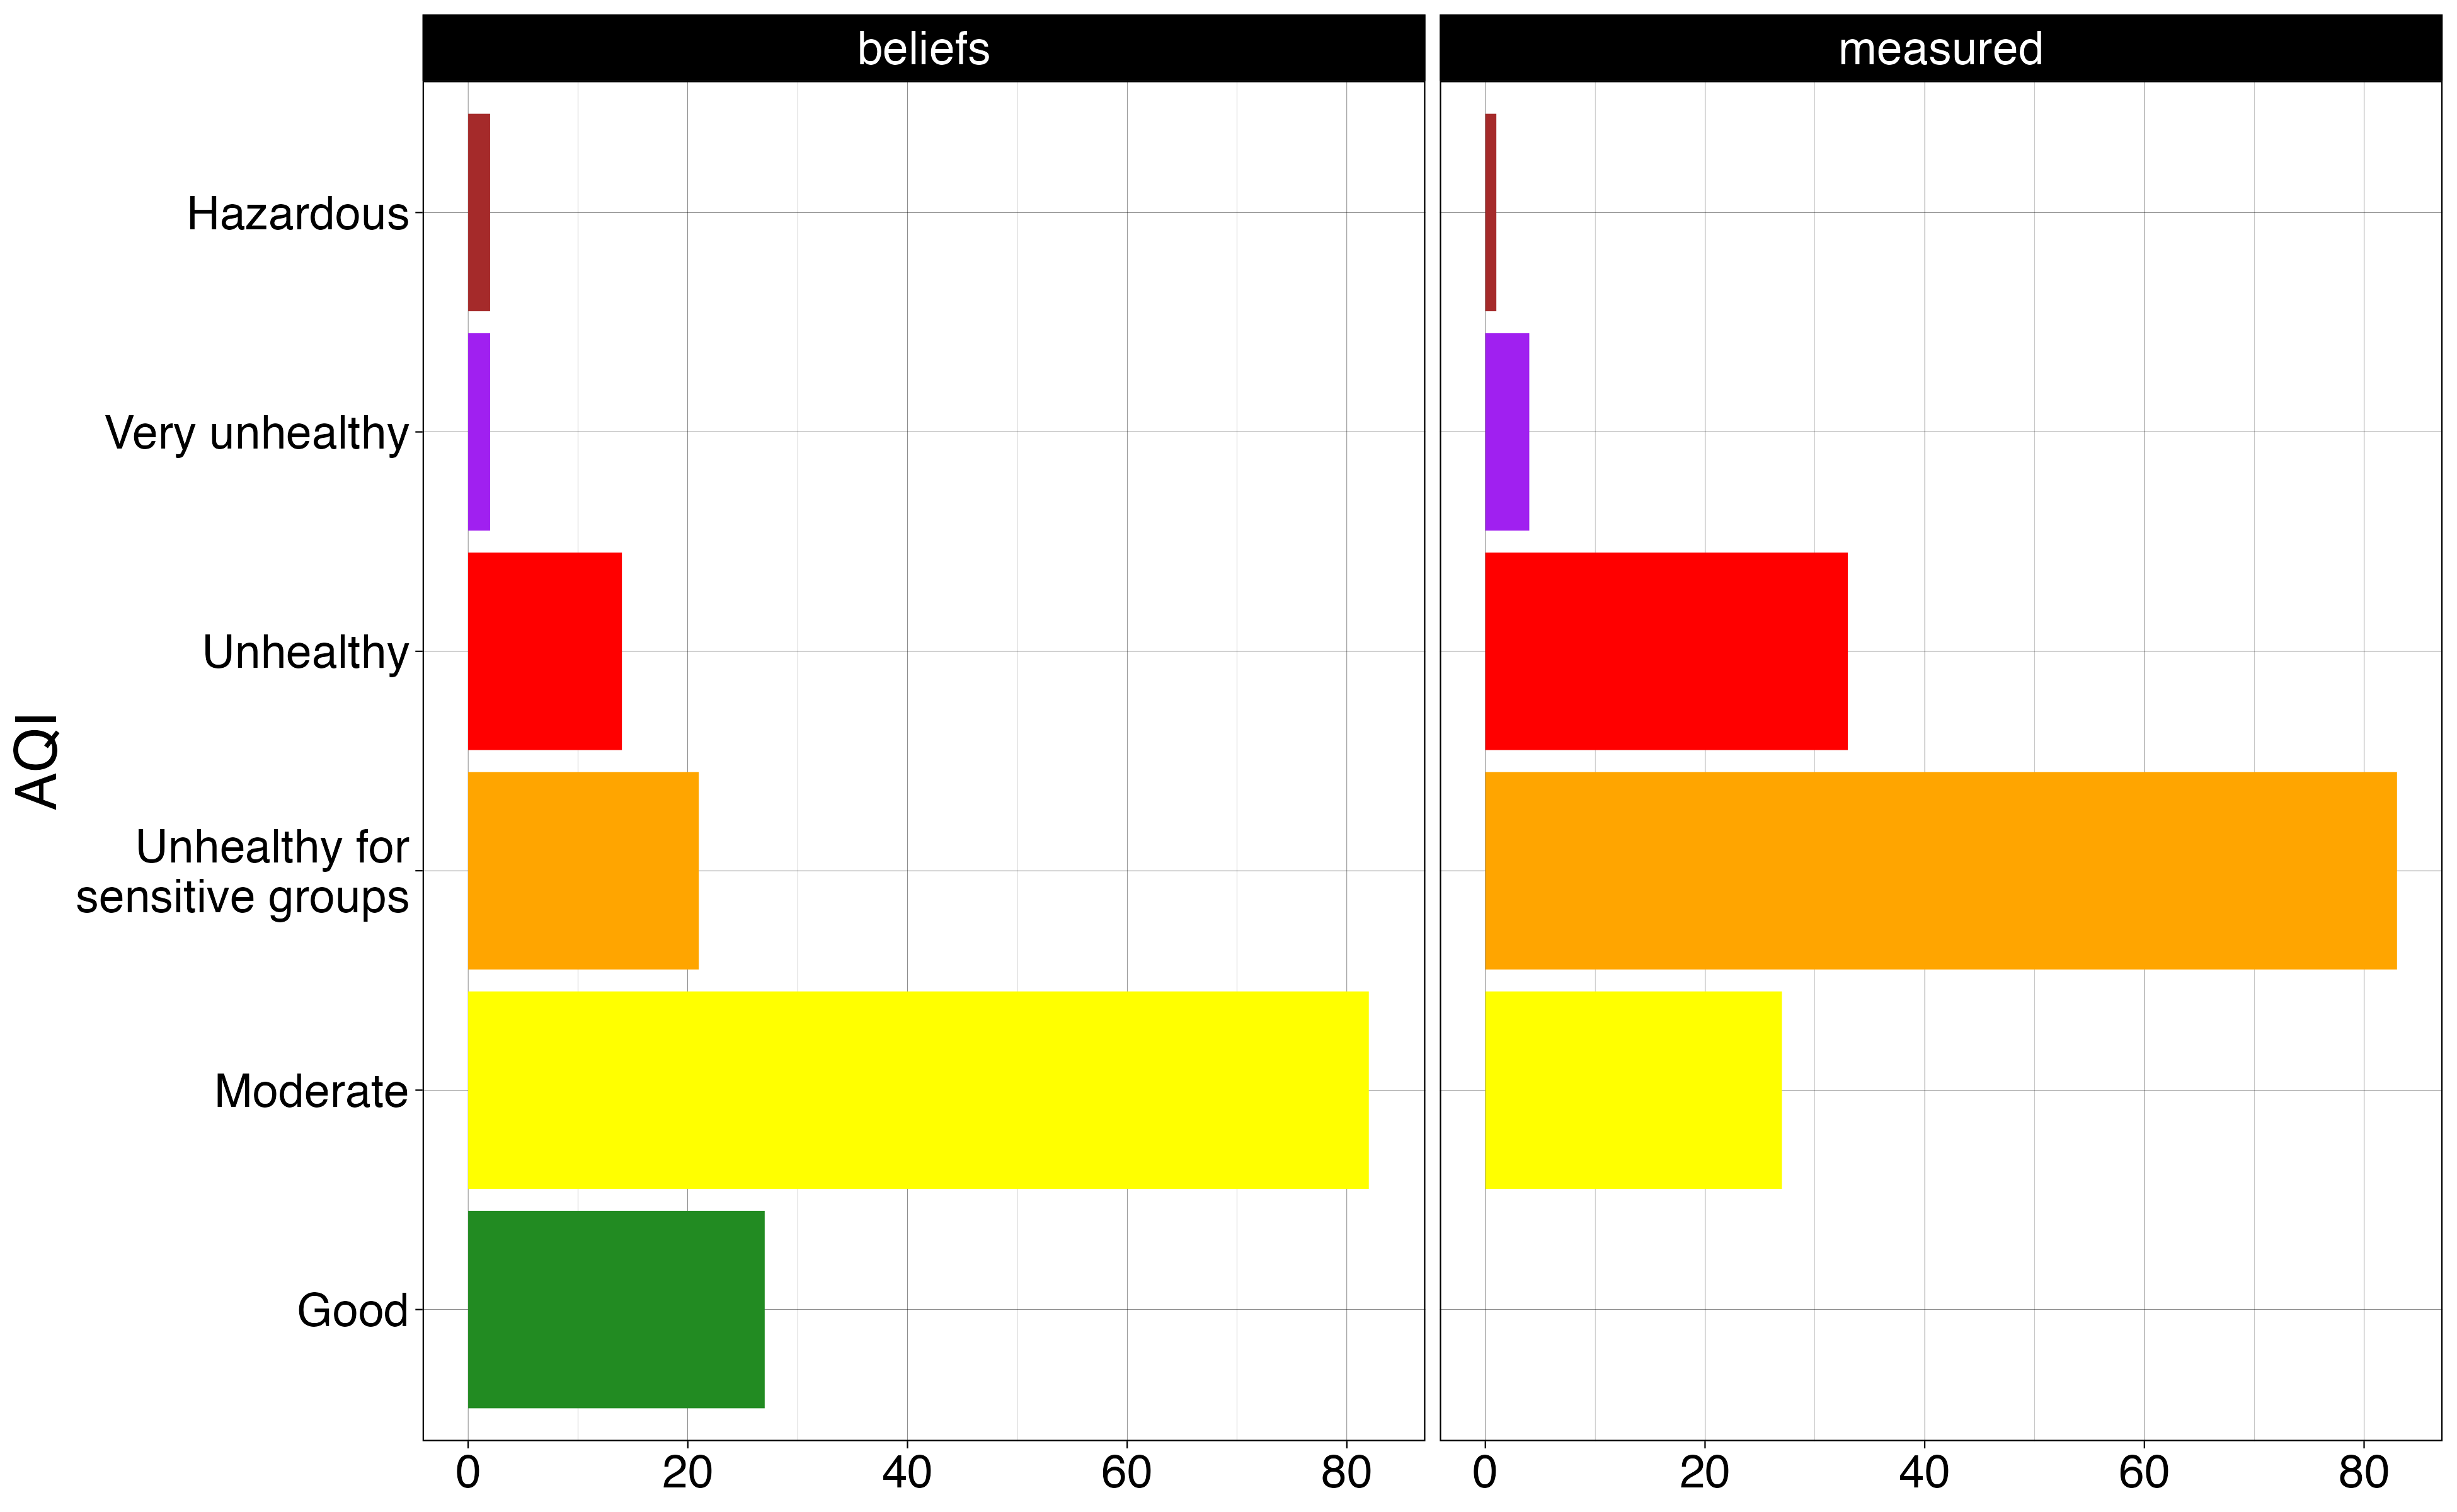 beliefs
measured
Hazardous
Very unhealthy
Unhealthy
Unhealthy for
sensitive groups
Moderate
Good
AQI
0 20 40 60 80
0 20 40 60 80